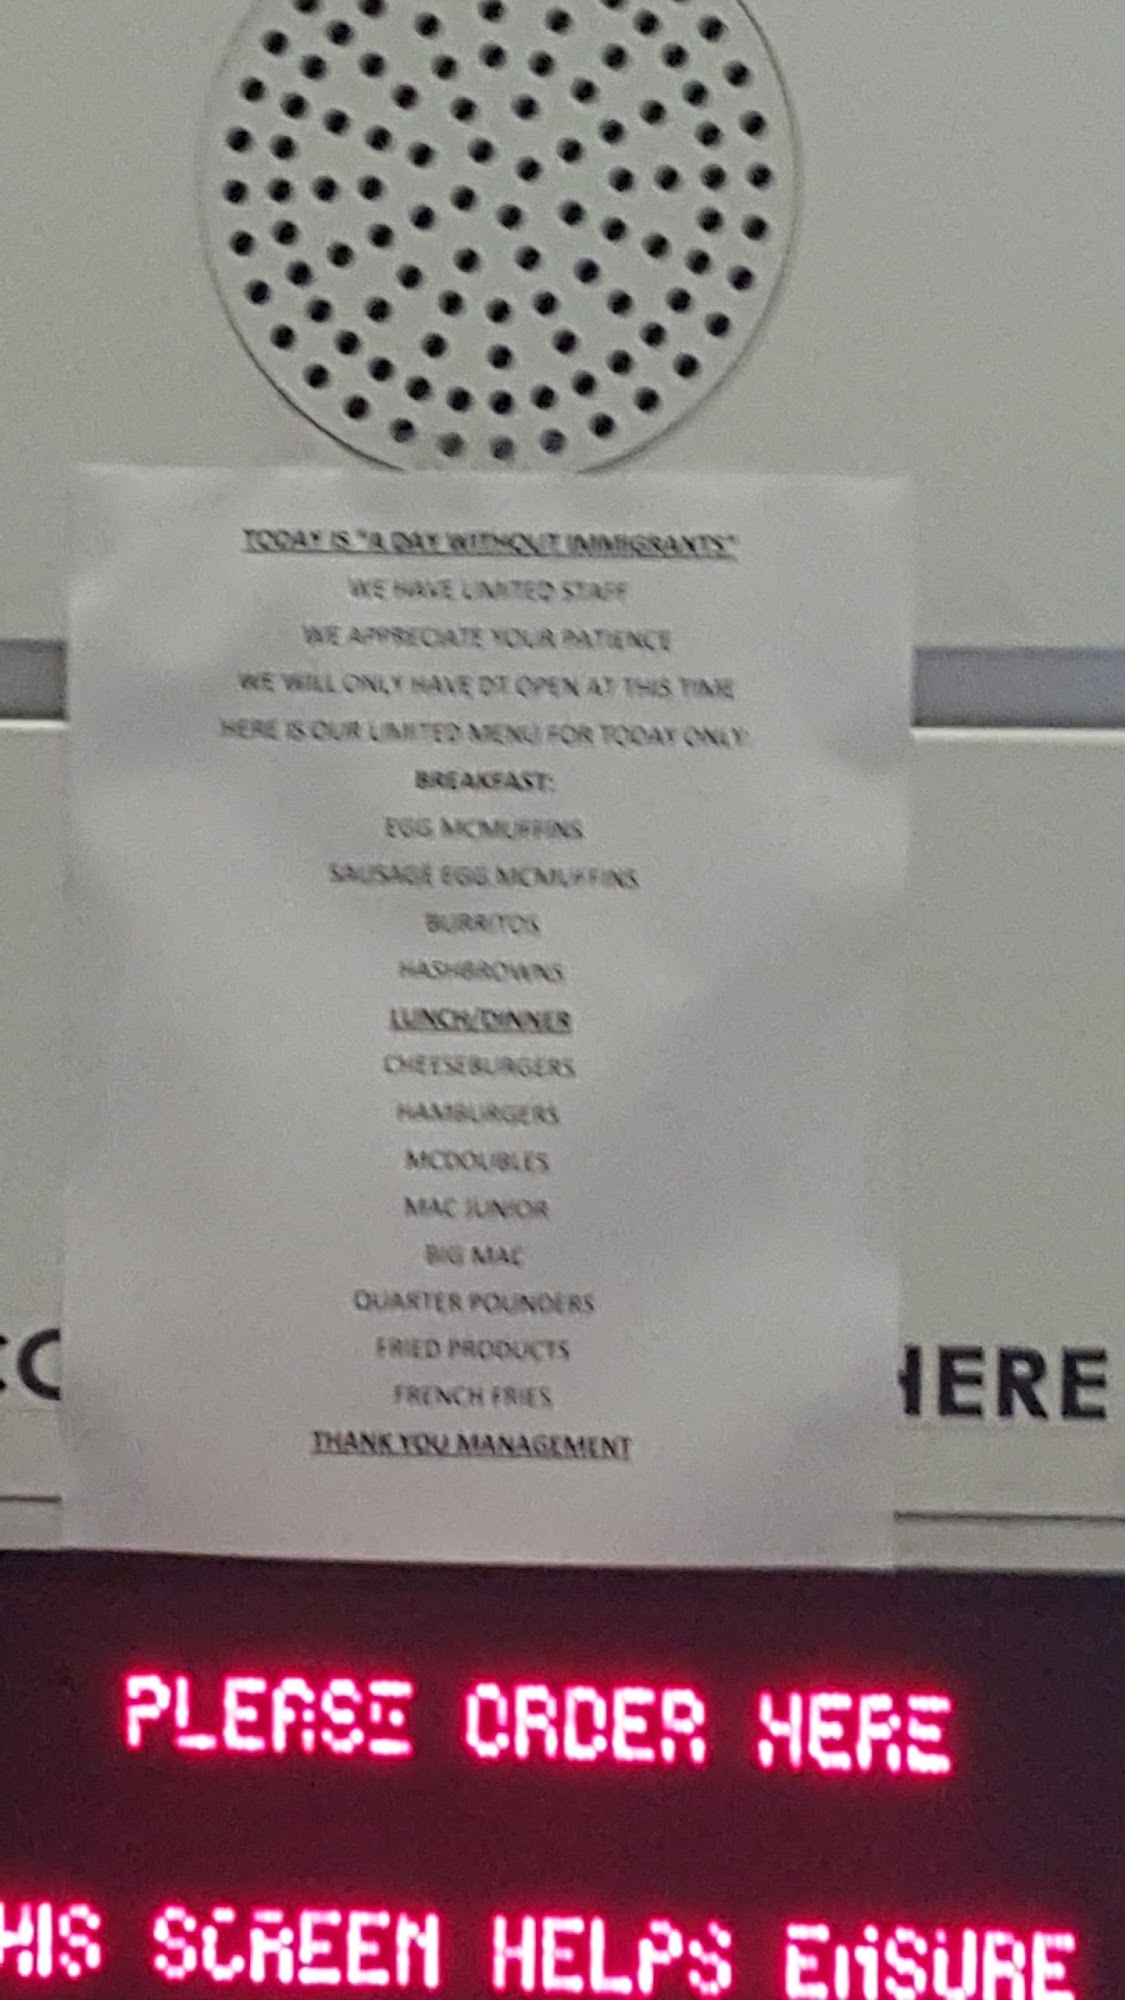 TODAY IS "A DAY WITHOUT IMMIGRANTS"
WE HAVE LIMITED STAFF
WE APPRECIATE YOUR PATIENCE
WE WILL ONLY HAVE DT OPEN AT THIS TIME
HERE IS OUR LIMITED MENU FOR TODAY ONLY:
BREAKFAST:
EGG MCMUFFINS
SAUSAGE EGG MCMUFFINS
BURRITOS
HASHBROWNS
LUNCH/DINNER
CHEESEBURGERS
HAMBURGERS
MCDOUBLES
MAC JUNIOR
BIG MAC
QUARTER POUNDERS
FRIED PRODUCTS
FRENCH FRIES
THANK YOU MANAGEMENT
HERE
PLEASE ORDER HERE
HIS SCREEN HELPS ENSURE